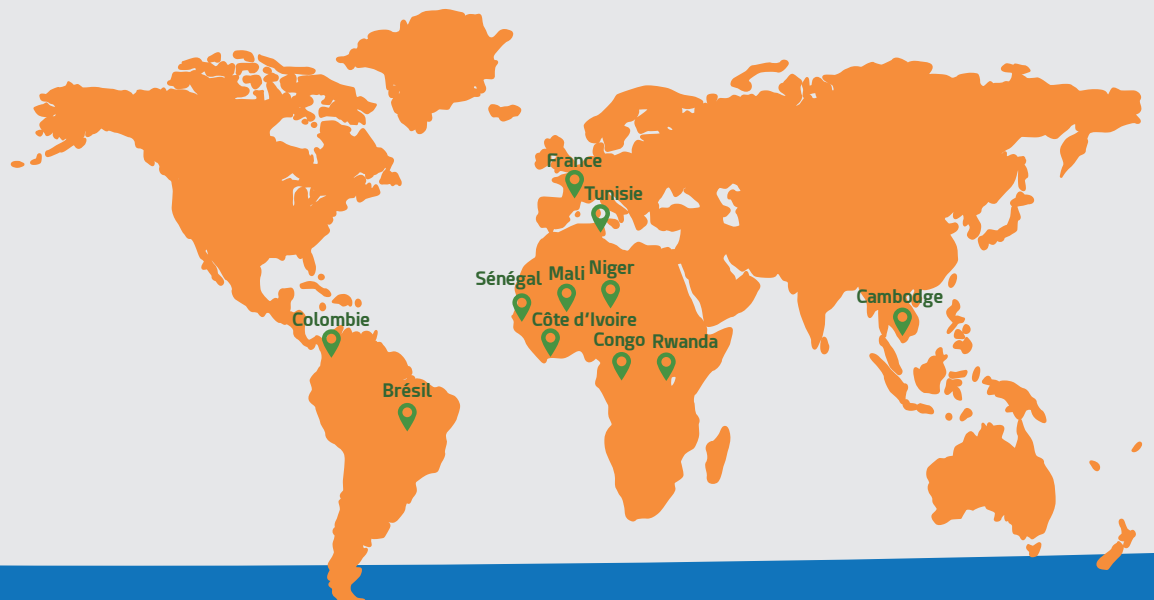 France
Tunisie
Sénégal
Mali
Niger
Cambodge
Colombie
Côte d'Ivoire
Congo
Rwanda
Brésil